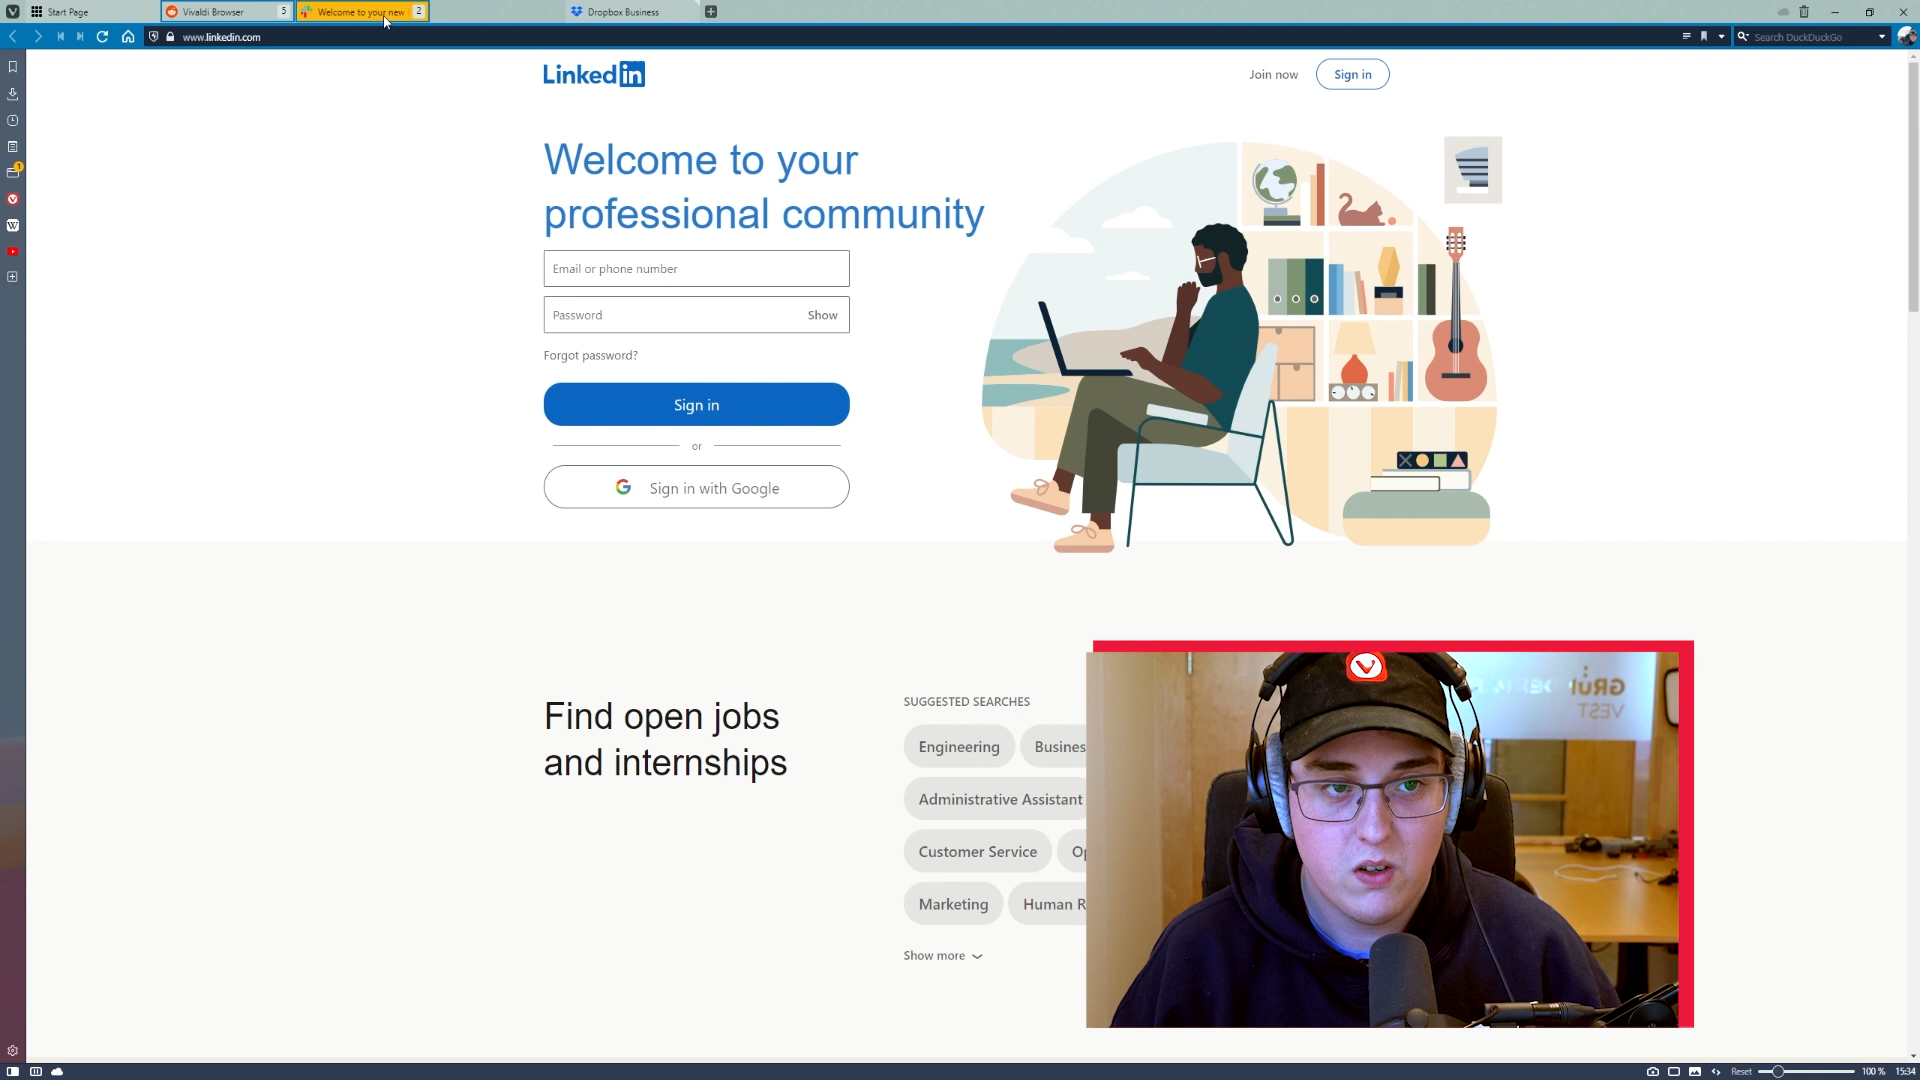 Start Page
Vivaldi Browser 5
Welcome to your new 2
Dropbox Business
www.linkedin.com
Search DuckDuckGo
1
W
Linked in
Join now
Sign in
Welcome to your
professional community
Email or phone number
Password Show
Forgot password?
Sign in
or
Sign in with Google
Find open jobs
and internships
SUGGESTED SEARCHES
Engineering
Busines
Administrative Assistant
Customer Service
Op
Marketing
Human R
Show more
VEST
Reset
100 %
15:34